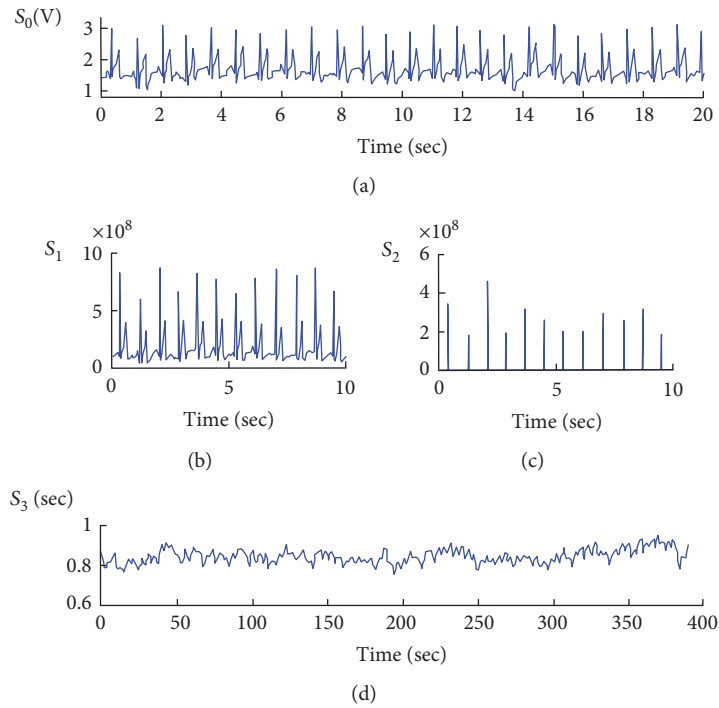 S0(V)
3
2
1
0 2 4 6 8 10 12 14 16 18 20
Time (sec)
(a)
×10^8
S1
10
5
0
0 5 10
Time (sec)
(b)
×10^8
S2
6
4
2
0
0 5 10
Time (sec)
(c)
S3 (sec)
1
0.8
0.6
0 50 100 150 200 250 300 350 400
Time (sec)
(d)